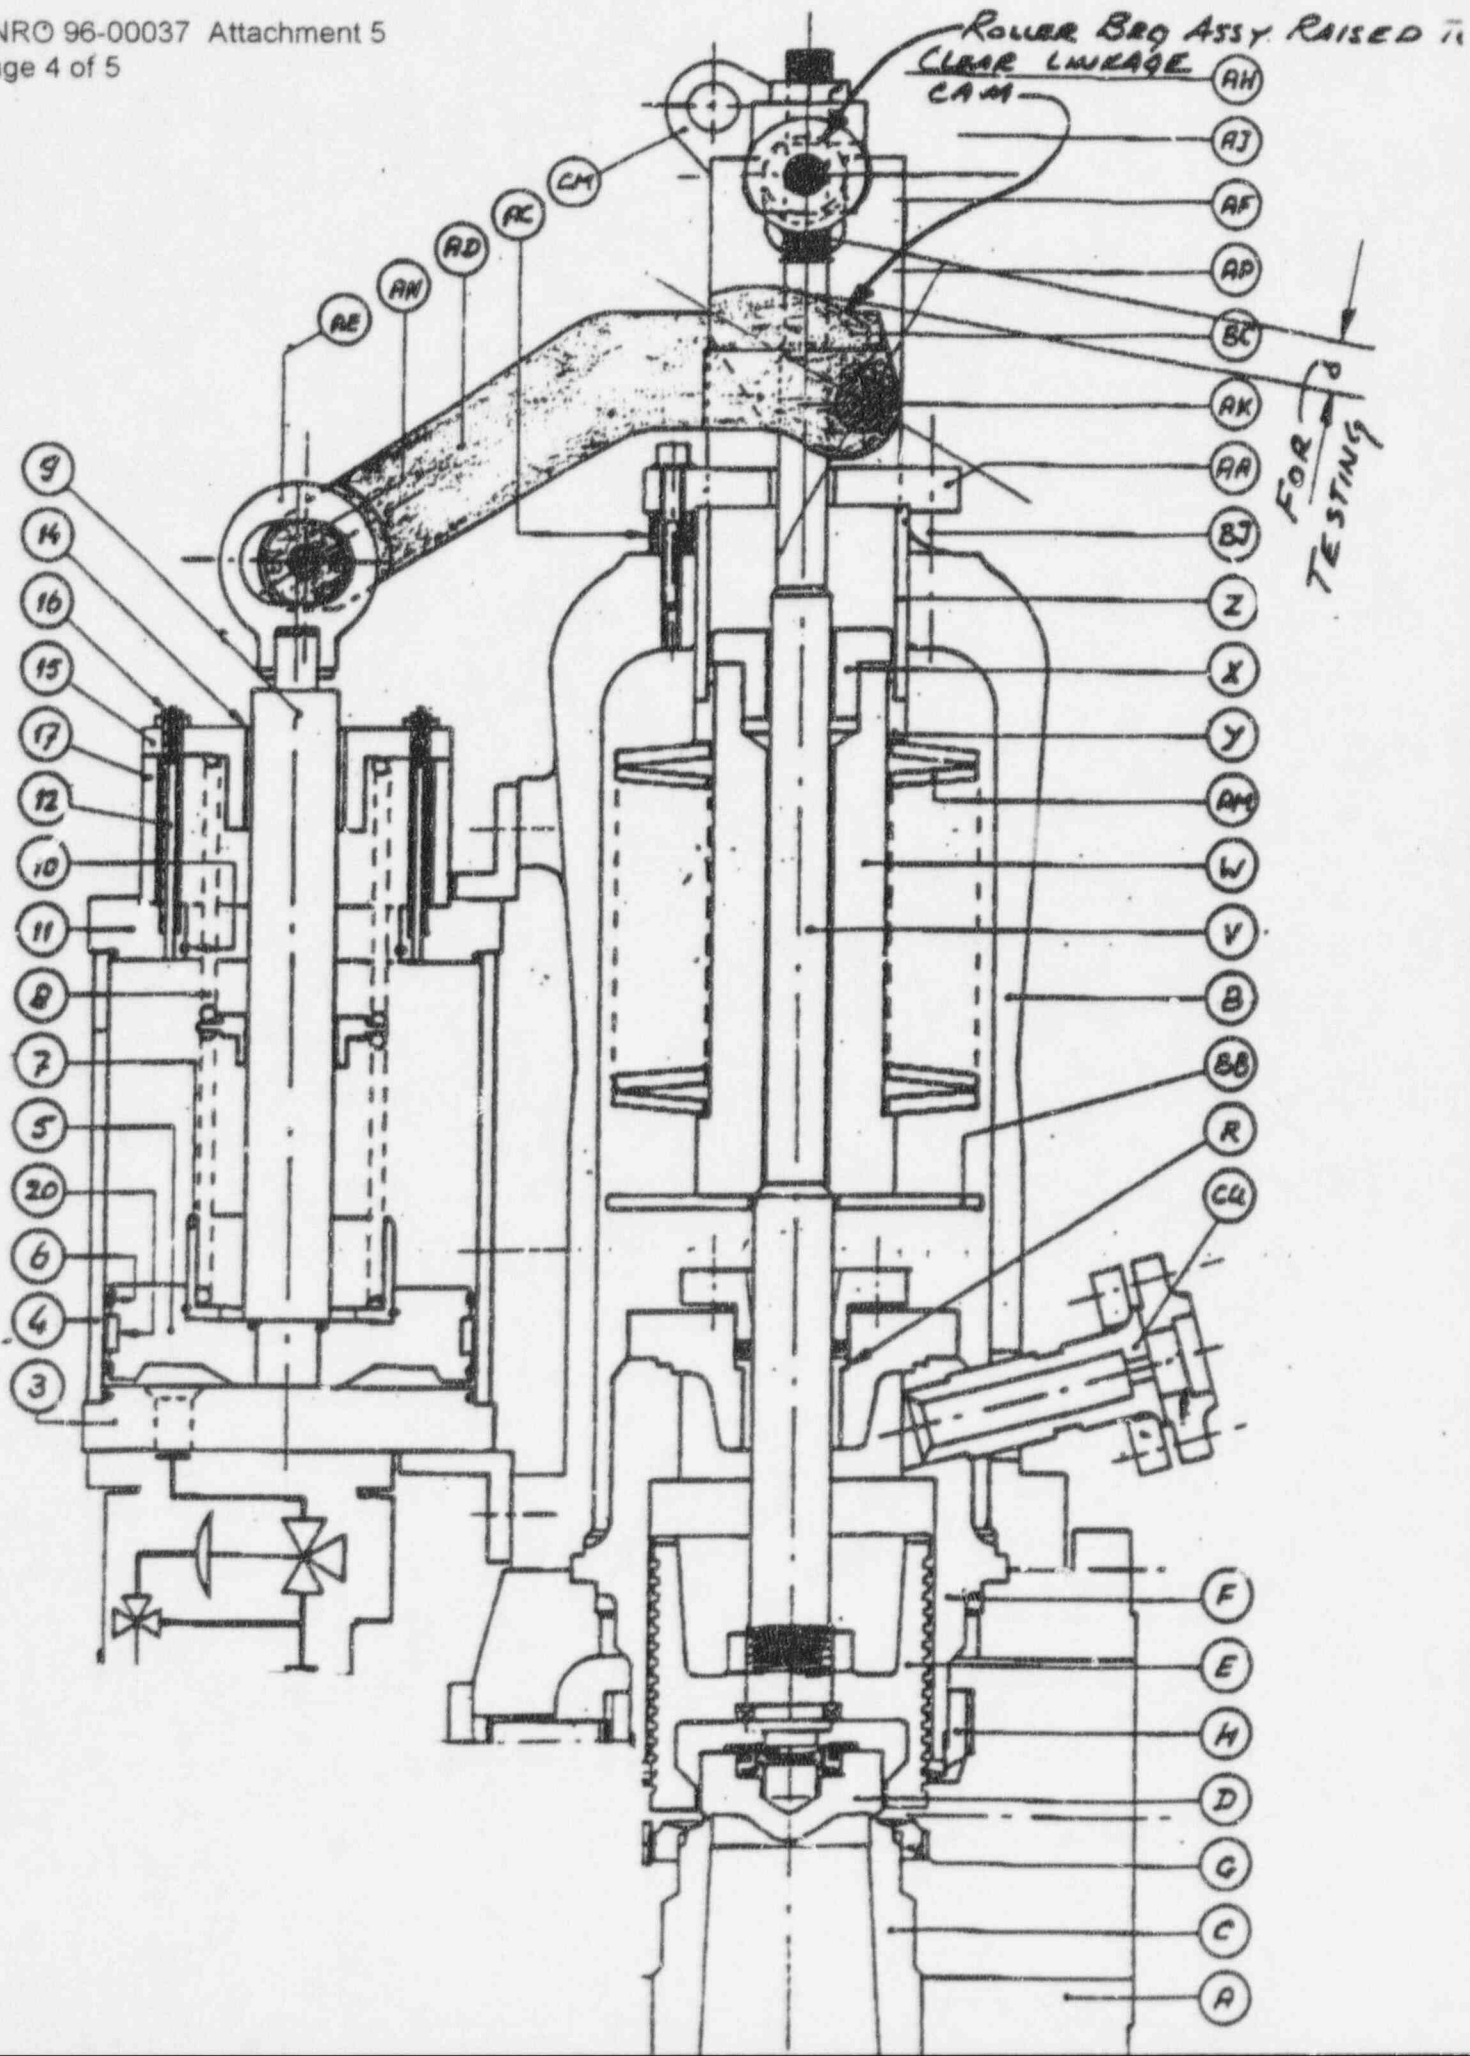 NRO 96-00037 Attachment 5
ge 4 of 5
ROLLER BRG ASSY. RAISED
CLEAR LINKAGE
CAM
AH
AJ
AF
AP
BC
AK
AA
BJ
Z
X
Y
AM
W
V
B
BB
R
CU
F
E
H
D
G
C
A
FOR
TESTING
CM
AC
AD
AN
AE
9
14
16
15
17
12
10
11
8
7
5
20
6
4
3